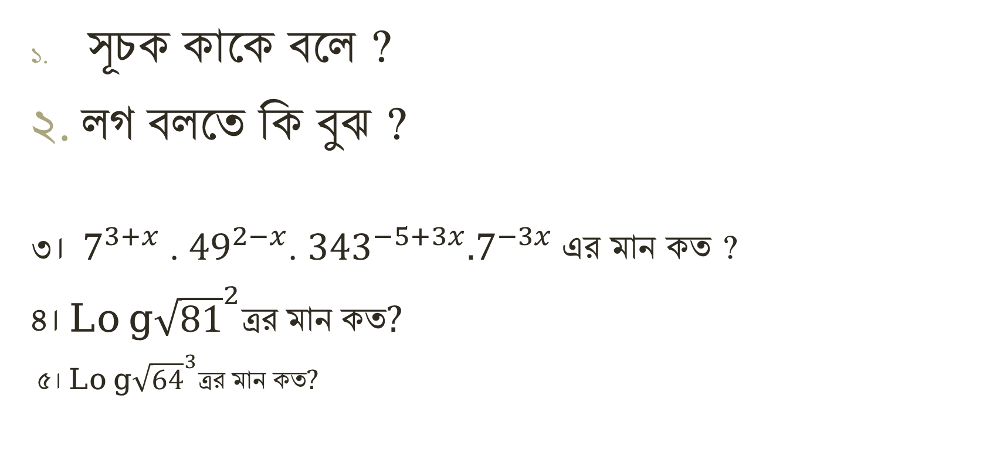 ১. সূচক কাকে বলে ?
২. লগ বলতে কি বুঝ ?
৩। 7^{3+x} . 49^{2−x}. 343^{−5+3x}.7^{−3x} এর মান কত ?
৪। Lo g√81^2 ত্রর মান কত?
৫। Lo g√64^3 ত্রর মান কত?